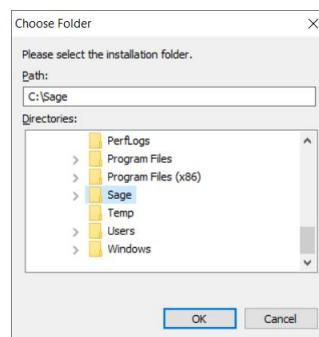 Choose Folder
Please select the installation folder.
Path:
C:\Sage
Directories:
PerfLogs
Program Files
Program Files (x86)
Sage
Temp
Users
Windows
OK Cancel